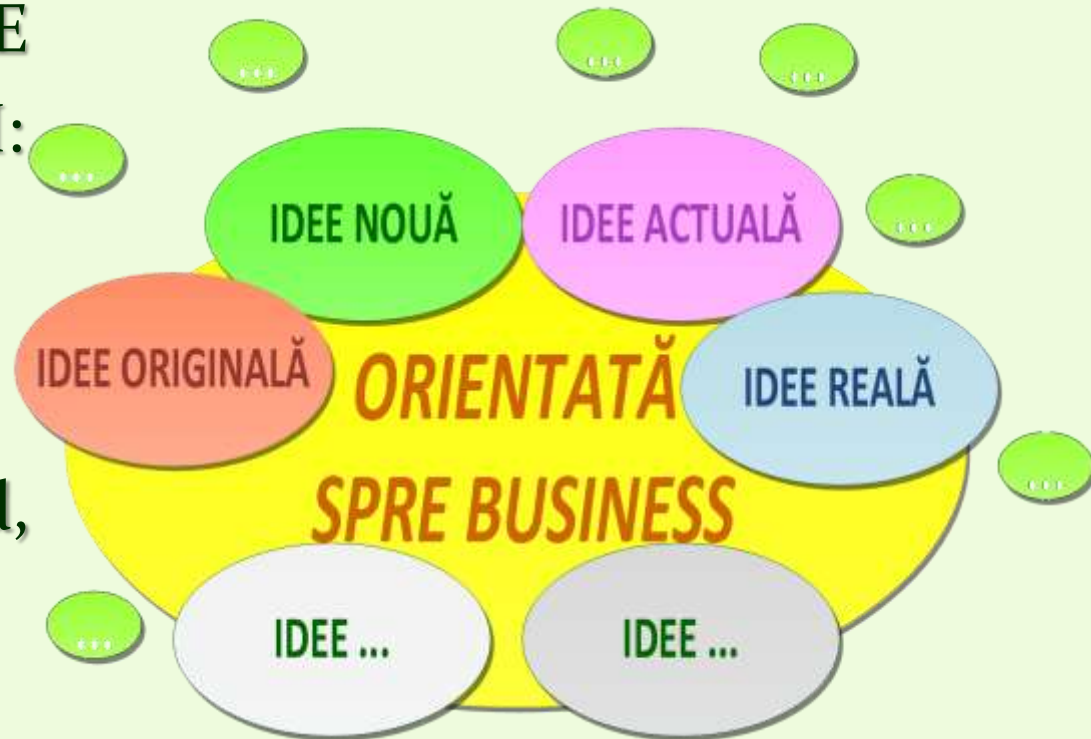 E
I:
...
...
...
...
...
IDEE NOUĂ
IDEE ACTUALĂ
IDEE ORIGINALĂ
ORIENTATĂ
IDEE REALĂ
...
SPRE BUSINESS
l,
...
IDEE ...
IDEE ...